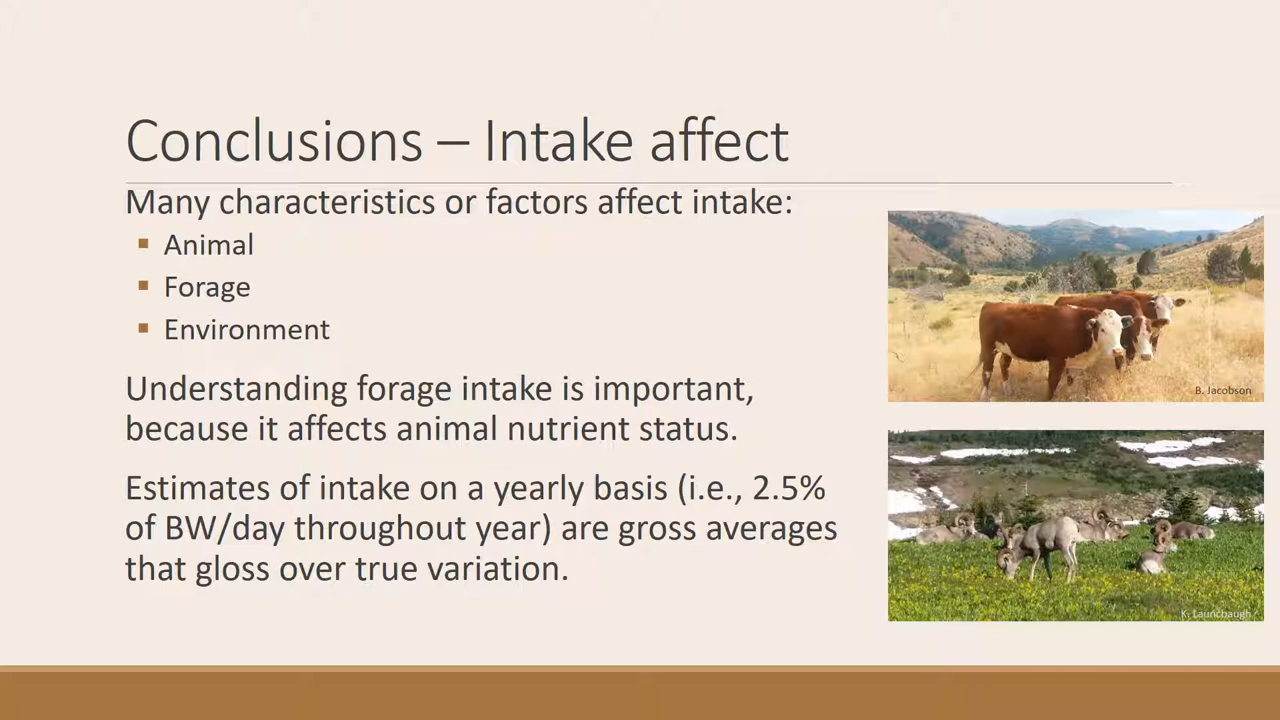 Conclusions – Intake affect
Many characteristics or factors affect intake:
Animal
Forage
Environment
Understanding forage intake is important,
because it affects animal nutrient status.
Estimates of intake on a yearly basis (i.e., 2.5%
of BW/day throughout year) are gross averages
that gloss over true variation.
B. Jacobson
K. Launchbaugh